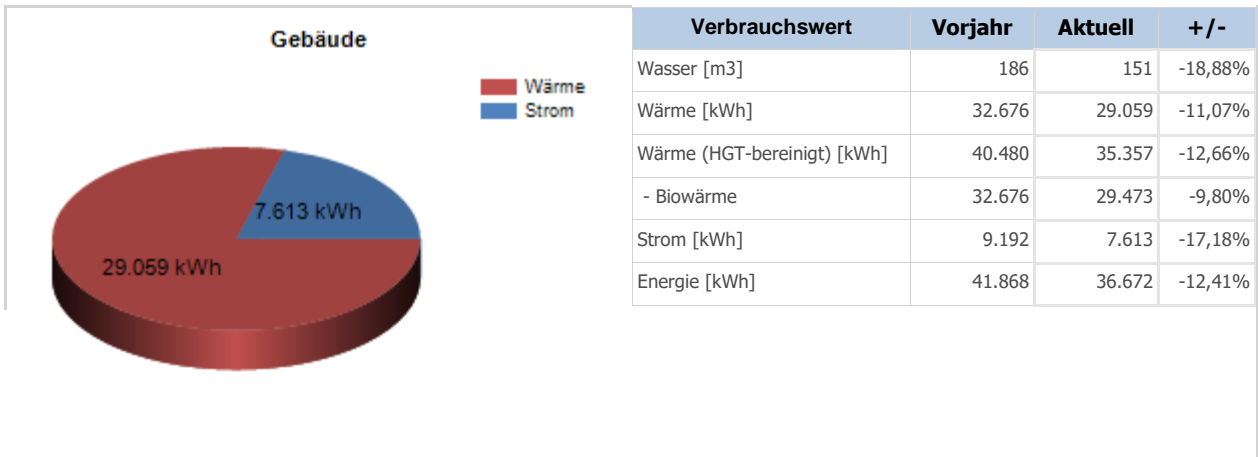 Gebäude
Wärme
Strom
7.613 kWh
29.059 kWh
Verbrauchswert Vorjahr Aktuell +/-
Wasser [m3] 186 151 -18,88%
Wärme [kWh] 32.676 29.059 -11,07%
Wärme (HGT-bereinigt) [kWh] 40.480 35.357 -12,66%
- Biowärme 32.676 29.473 -9,80%
Strom [kWh] 9.192 7.613 -17,18%
Energie [kWh] 41.868 36.672 -12,41%